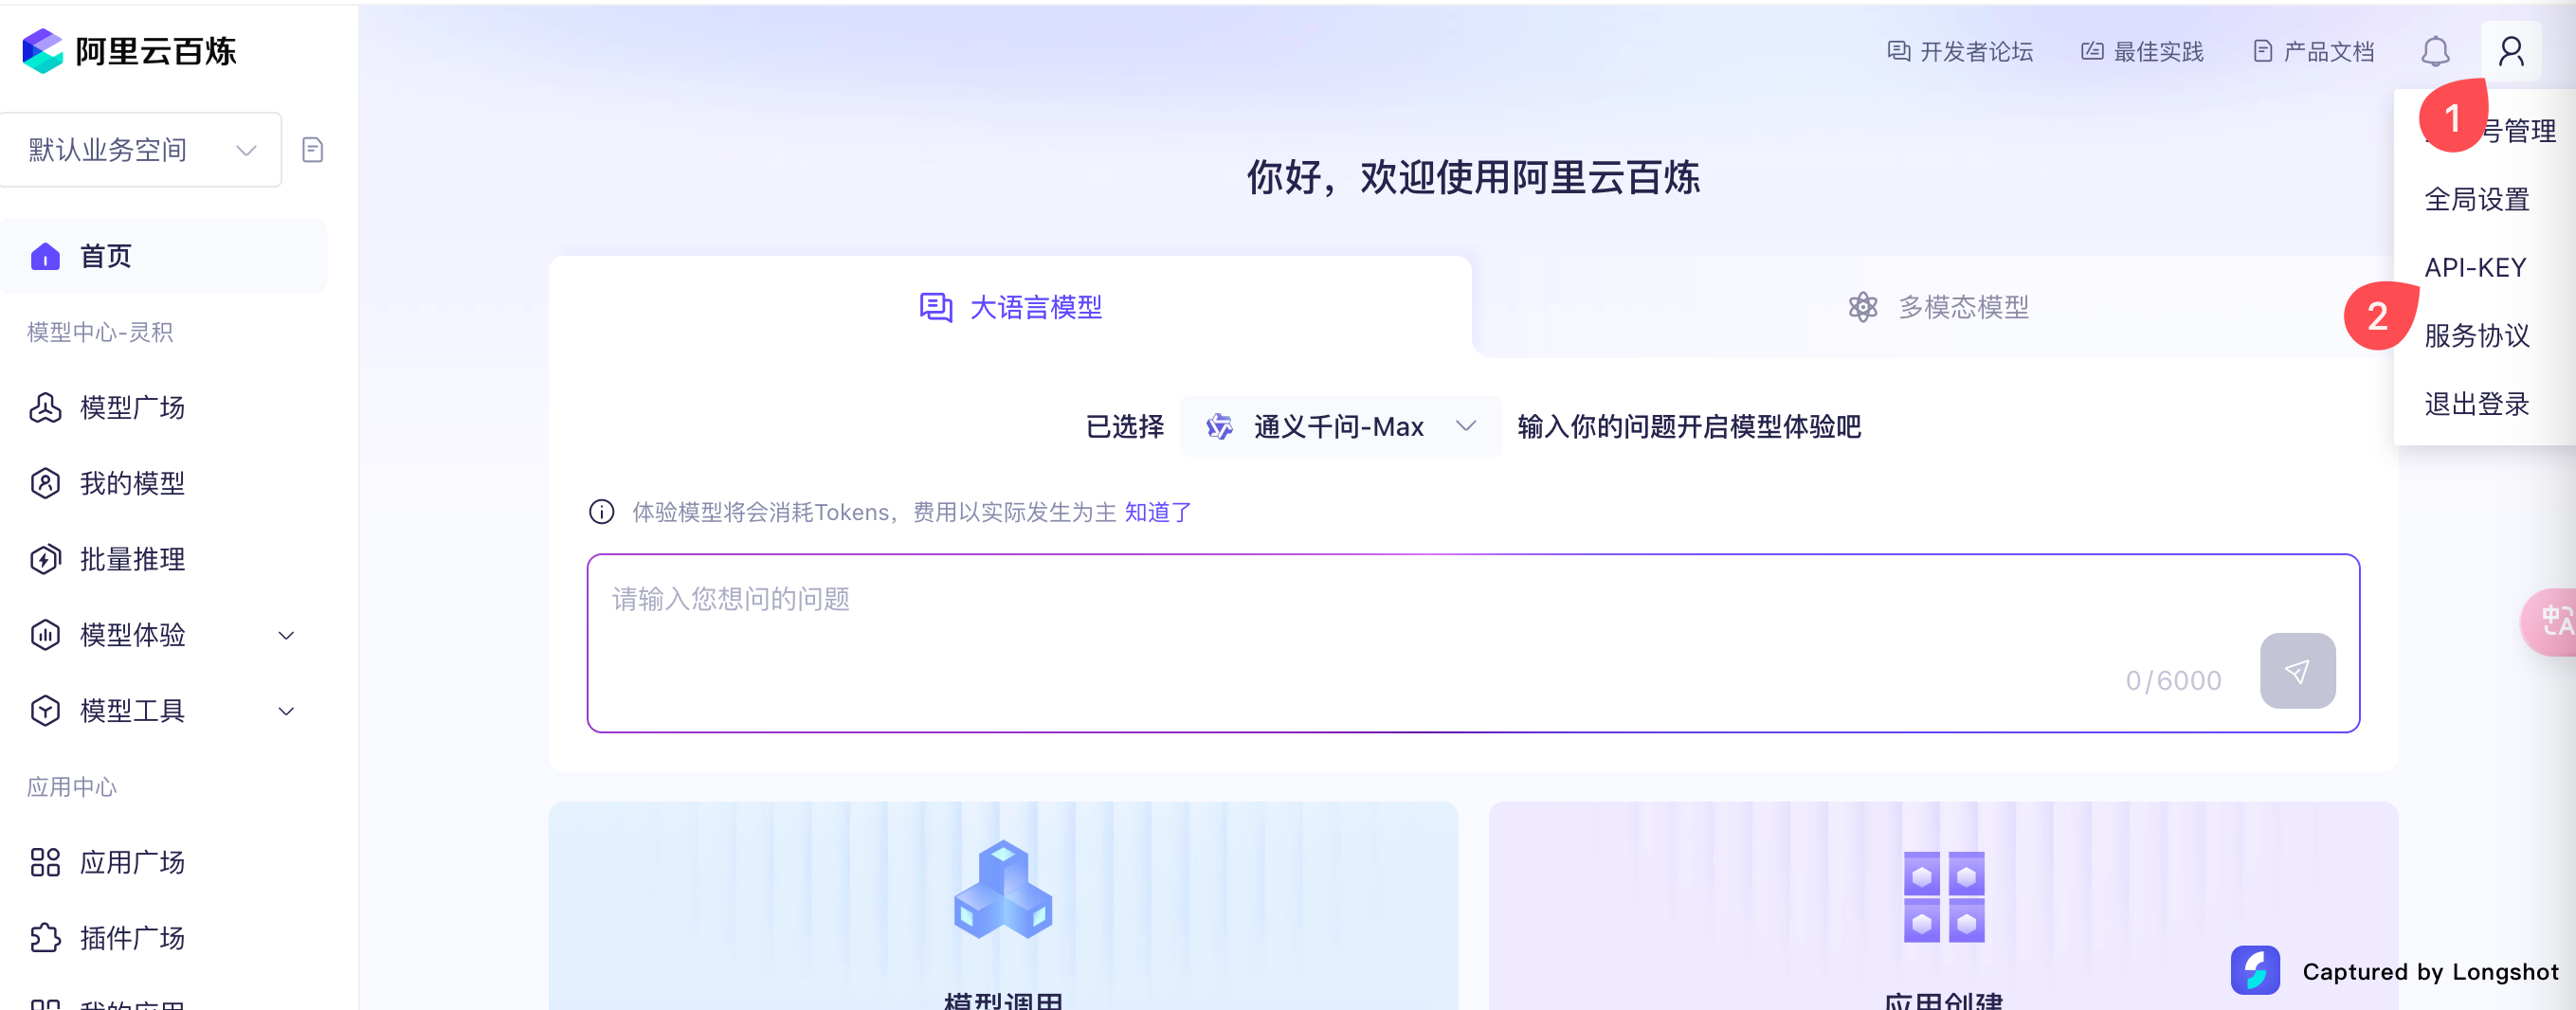 阿里云百炼
开发者论坛
最佳实践
产品文档
默认业务空间
首页
模型中心-灵积
模型广场
我的模型
批量推理
模型体验
模型工具
应用中心
应用广场
插件广场
我的应用
1
号管理
全局设置
API-KEY
2
服务协议
退出登录
你好，欢迎使用阿里云百炼
大语言模型
多模态模型
已选择 通义千问-Max 输入你的问题开启模型体验吧
体验模型将会消耗Tokens，费用以实际发生为主 知道了
请输入您想问的问题
0/6000
中A
模型调用
应用创建
Captured by Longshot